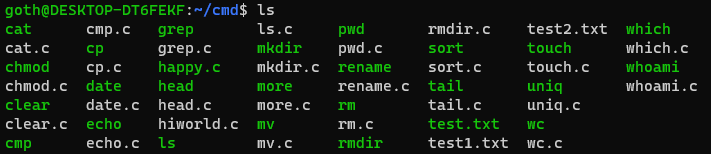 goth@DESKTOP-DT6FEKF:~/cmd$ ls
cat cmp.c grep ls.c pwd rmdir.c test2.txt which
cat.c cp grep.c mkdir pwd.c sort touch which.c
chmod cp.c happy.c mkdir.c rename sort.c touch.c whoami
chmod.c date head more rename.c tail uniq whoami.c
clear date.c head.c more.c rm tail.c uniq.c
clear.c echo hiworld.c mv rm.c test.txt wc
cmp echo.c ls mv.c rmdir test1.txt wc.c